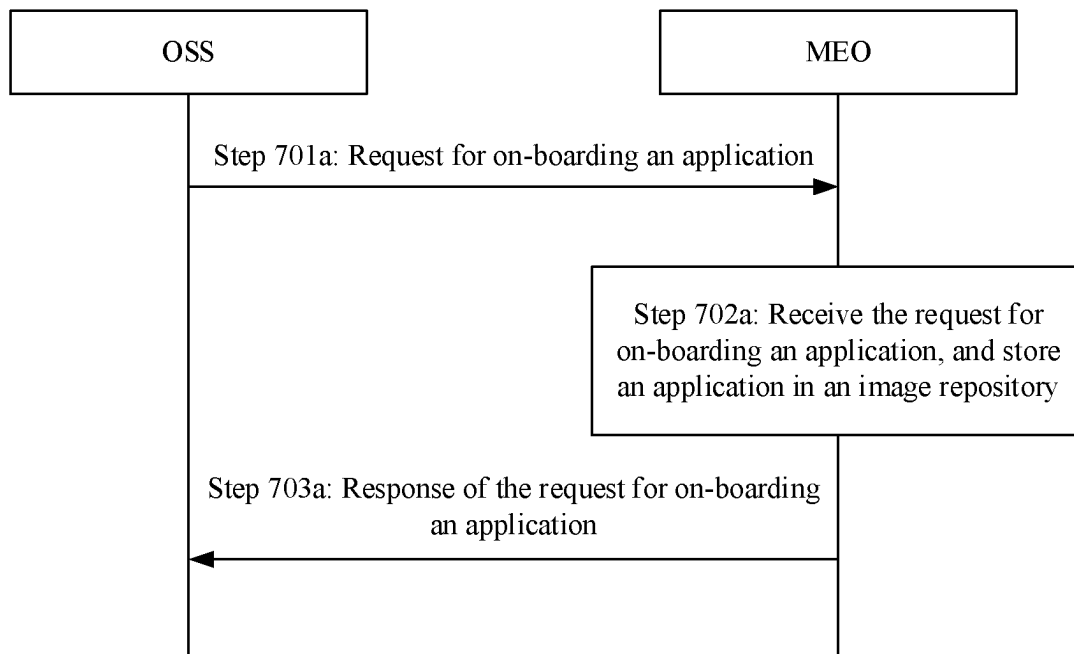 OSS
MEO
Step 701a: Request for on-boarding an application
Step 702a: Receive the request for
on-boarding an application, and store
an application in an image repository
Step 703a: Response of the request for on-boarding
an application